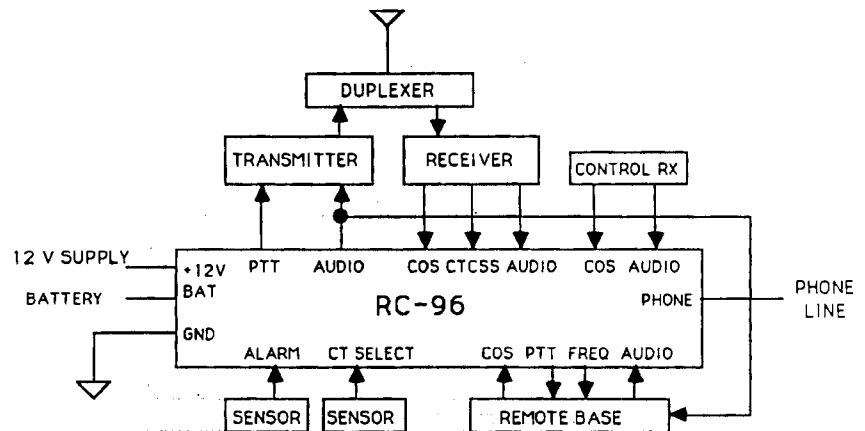 DUPLEXER
TRANSMITTER
RECEIVER
CONTROL RX
12 V SUPPLY
+12V
PTT
AUDIO
COS CTCSS AUDIO
COS AUDIO
BATTERY
BAT
RC-96
PHONE
PHONE
LINE
GND
ALARM
CT SELECT
COS PTT FREQ AUDIO
SENSOR
SENSOR
REMOTE BASE